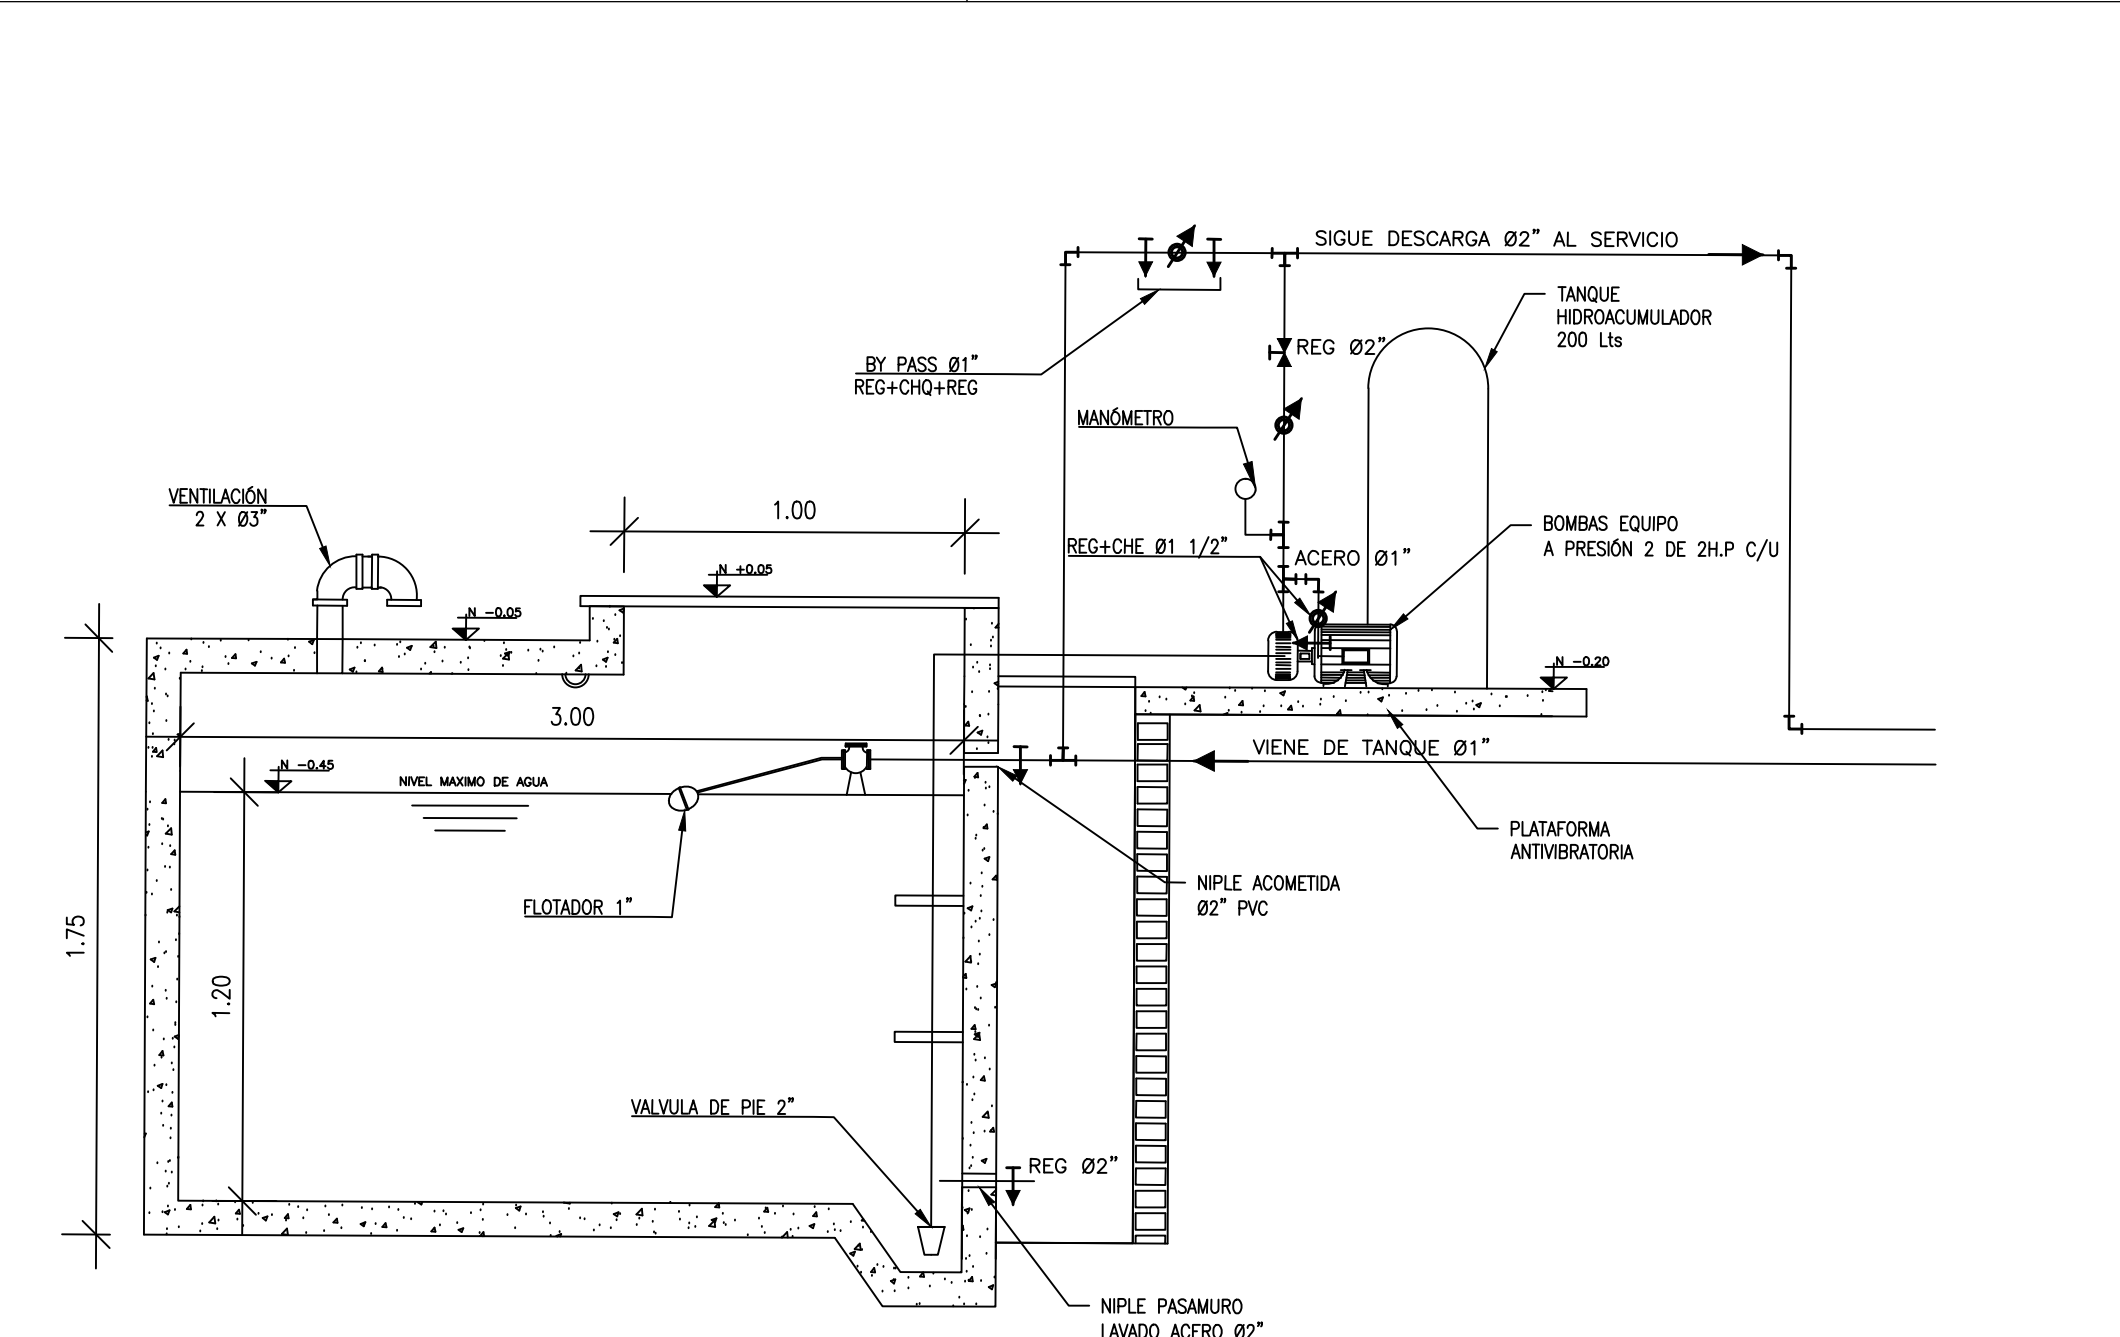 SIGUE DESCARGA Ø2" AL SERVICIO
TANQUE
HIDROACUMULADOR
200 Lts
REG Ø2"
BY PASS Ø1"
REG+CHQ+REG
MANÓMETRO
VENTILACIÓN
2 X Ø3"
1.00
BOMBAS EQUIPO
A PRESIÓN 2 DE 2H.P C/U
REG+CHE Ø1 1/2"
ACERO Ø1"
N +0.05
N -0.05
N -0.20
3.00
VIENE DE TANQUE Ø1"
N -0.45
NIVEL MAXIMO DE AGUA
PLATAFORMA
ANTIVIBRATORIA
NIPLE ACOMETIDA
Ø2" PVC
FLOTADOR 1"
1.75
1.20
VALVULA DE PIE 2"
REG Ø2"
NIPLE PASAMURO
LAVADO ACERO Ø2"